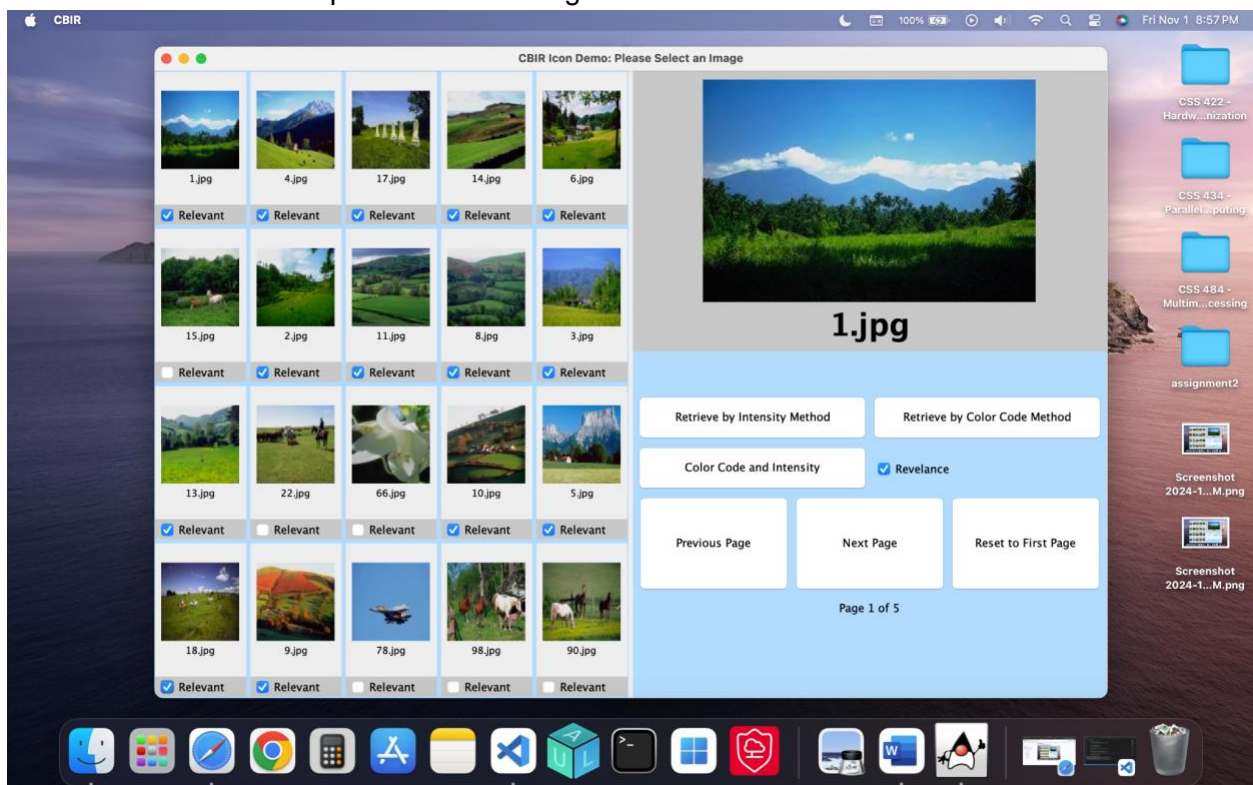 CBIR
100%
Fri Nov 1 8:57 PM
CBIR Icon Demo: Please Select an Image
1.jpg
4.jpg
17.jpg
14.jpg
6.jpg
Relevant
Relevant
Relevant
Relevant
Relevant
15.jpg
2.jpg
11.jpg
8.jpg
3.jpg
Relevant
Relevant
Relevant
Relevant
Relevant
13.jpg
22.jpg
66.jpg
10.jpg
5.jpg
Relevant
Relevant
Relevant
Relevant
Relevant
18.jpg
9.jpg
78.jpg
98.jpg
90.jpg
Relevant
Relevant
Relevant
Relevant
Relevant
1.jpg
Retrieve by Intensity Method
Retrieve by Color Code Method
Color Code and Intensity
Revelance
Previous Page
Next Page
Reset to First Page
Page 1 of 5
CSS 422 -
Hardw...nization
CSS 434 -
Parallel...puting
CSS 484 -
Multim...cessing
assignment2
Screenshot
2024-1...M.png
Screenshot
2024-1...M.png